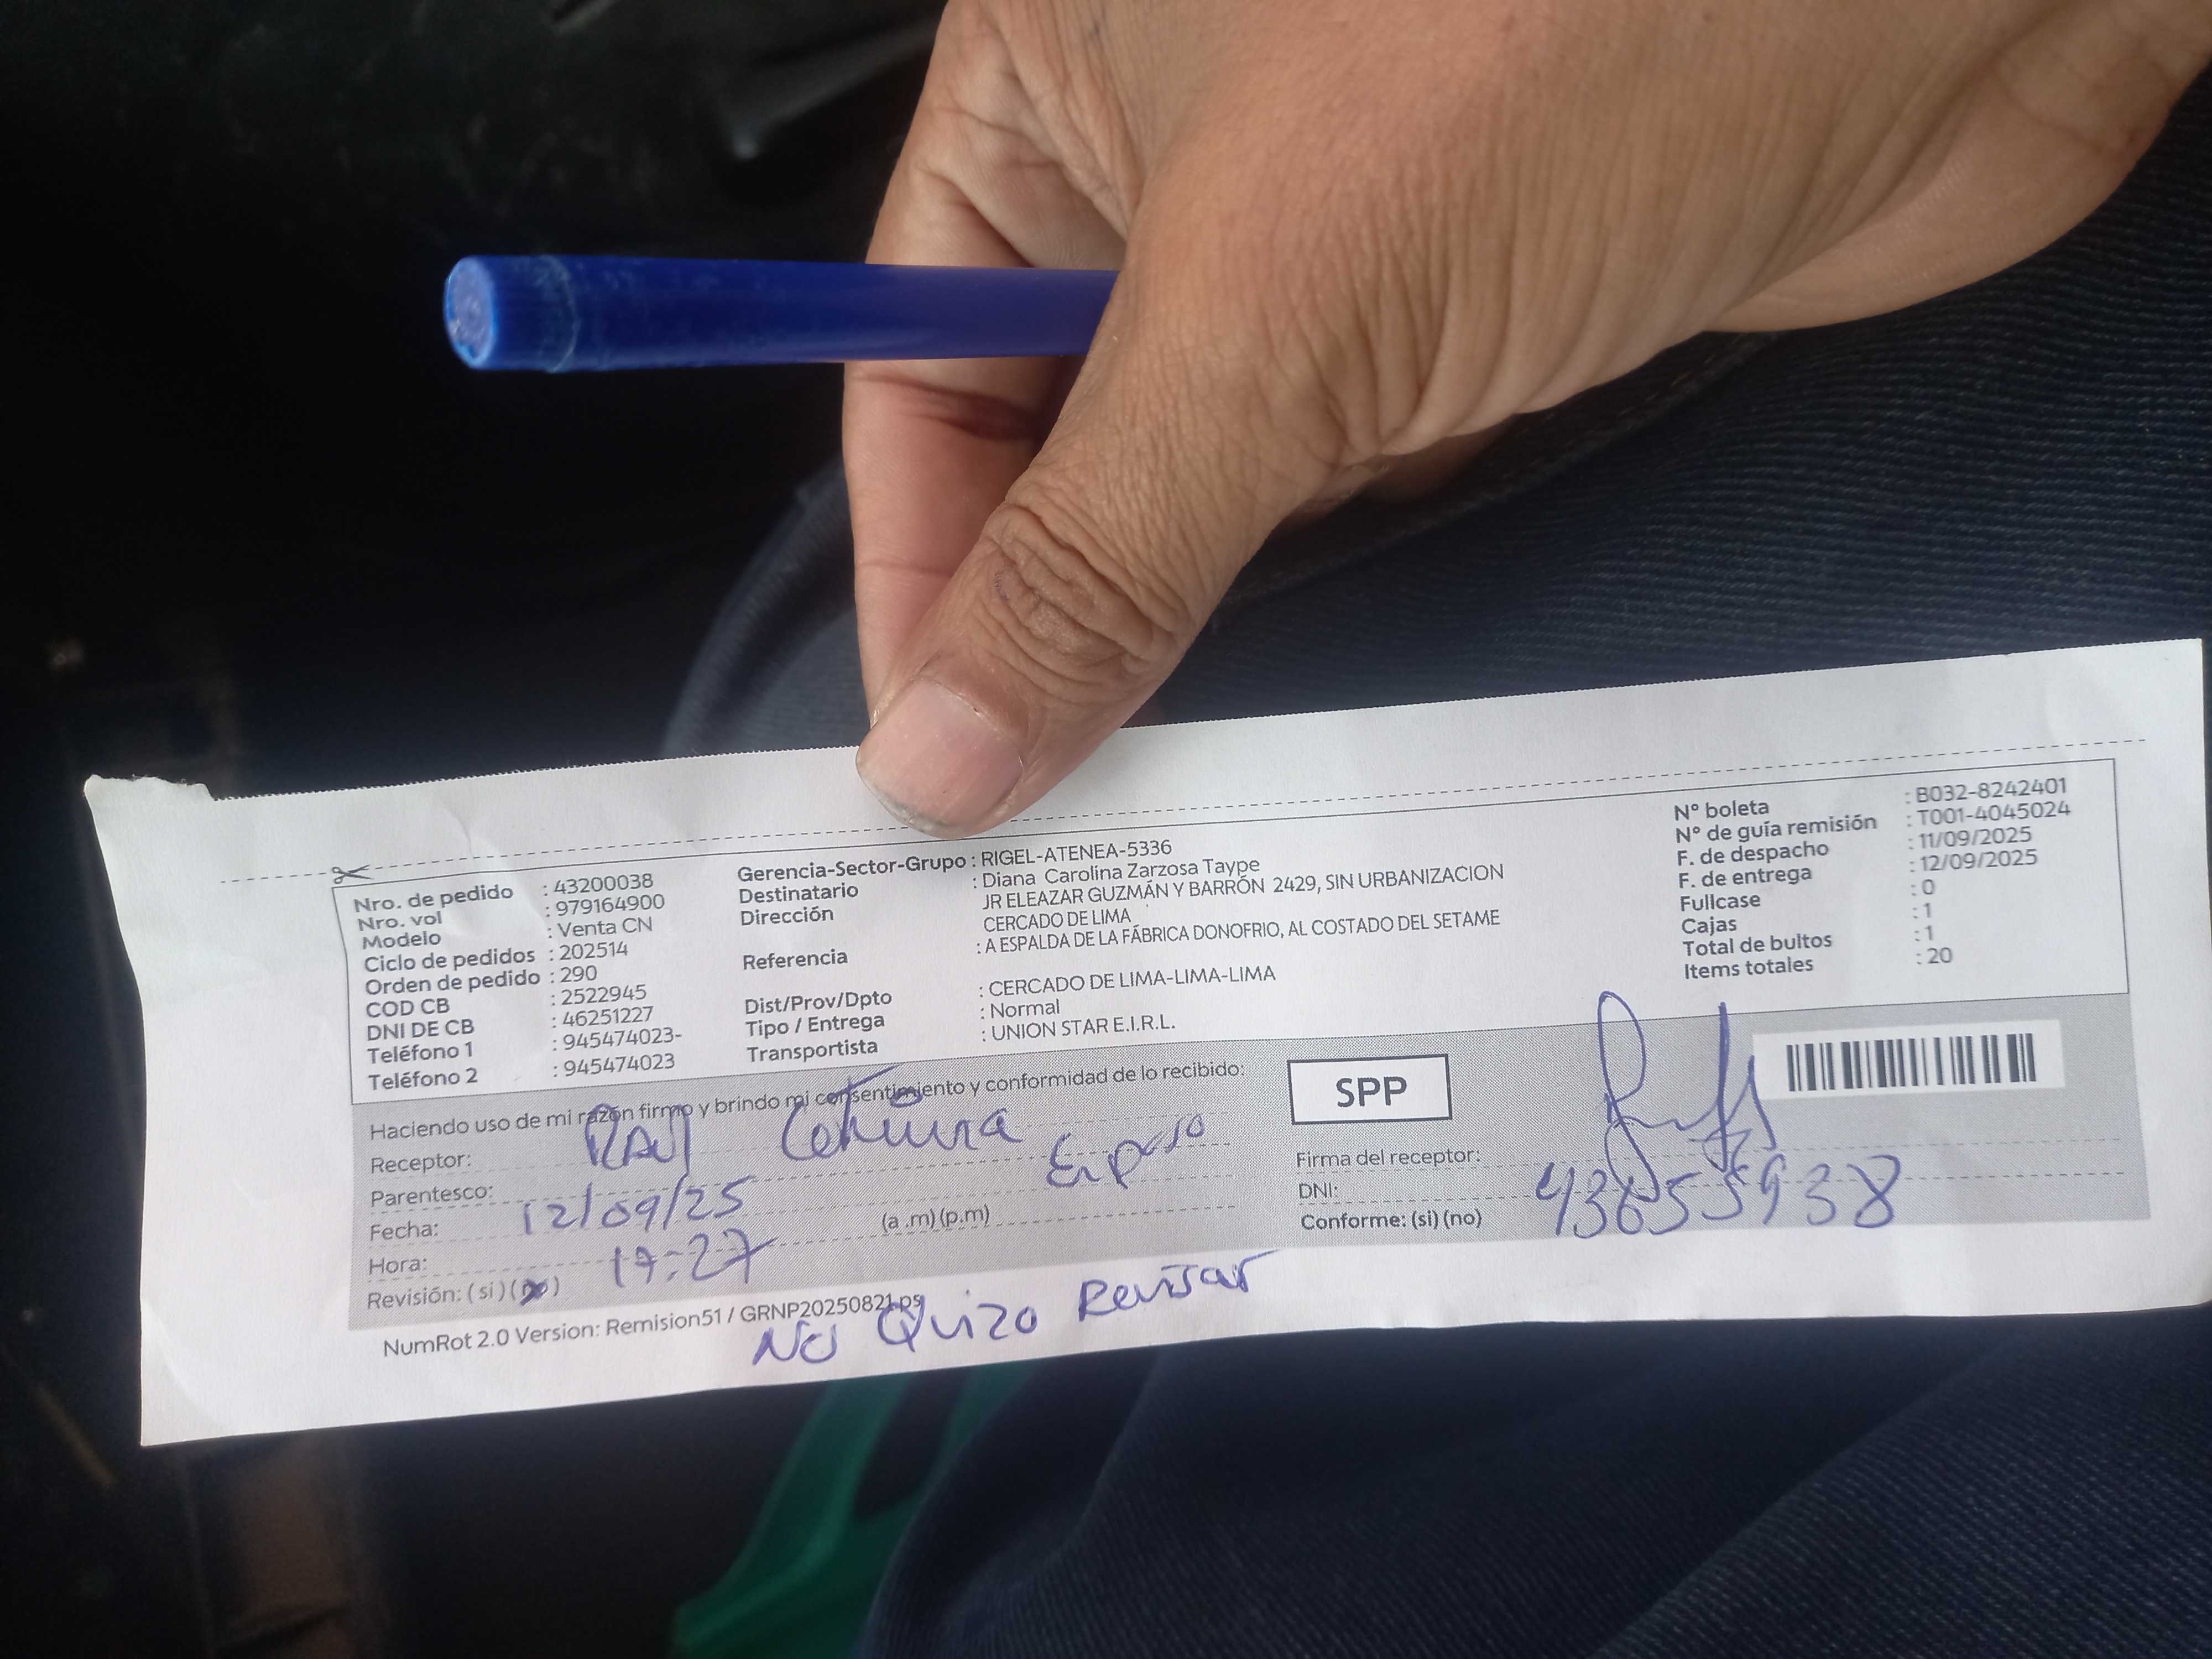 Nro. de pedido : 43200038
Nro. vol : 979164900
Modelo : Venta CN
Ciclo de pedidos : 202514
Orden de pedido : 290
COD CB : 2522945
DNI DE CB : 46251227
Teléfono 1 : 945474023-
Teléfono 2 : 945474023
Gerencia-Sector-Grupo : RIGEL-ATENEA-5336
Destinatario : Diana Carolina Zarzosa Taype
Dirección JR ELEAZAR GUZMÁN Y BARRÓN 2429, SIN URBANIZACION
CERCADO DE LIMA
Referencia : A ESPALDA DE LA FÁBRICA DONOFRIO, AL COSTADO DEL SETAME
Dist/Prov/Dpto : CERCADO DE LIMA-LIMA-LIMA
Tipo / Entrega : Normal
Transportista : UNION STAR E.I.R.L.
N° boleta : B032-8242401
N° de guía remisión : T001-4045024
F. de despacho : 11/09/2025
F. de entrega : 12/09/2025
Fullcase : 0
Cajas : 1
Total de bultos : 1
Items totales : 20
Haciendo uso de mi razón firmo y brindo mi consentimiento y conformidad de lo recibido:
Receptor: Raul
Parentesco: Esposo
Fecha: 12/09/25
Hora: 17:27 (a .m) (p.m)
Revisión: ( si ) (no)
SPP
Firma del receptor:
DNI: 43655938
Conforme: (si) (no)
NumRot 2.0 Version: Remision51 / GRNP20250821.ps
No Quizo Revisar